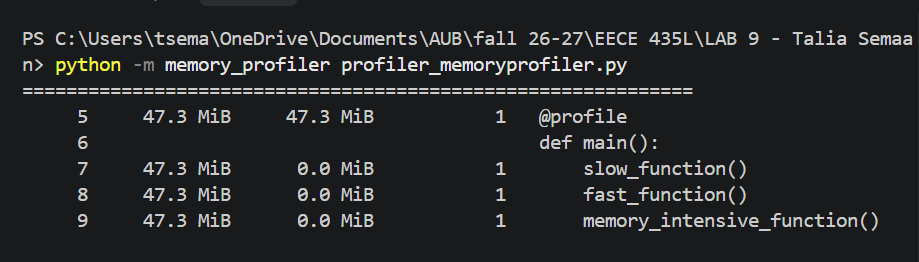 PS C:\Users\tsema\OneDrive\Documents\AUB\fall 26-27\EECE 435L\LAB 9 - Talia Semaa
n> python -m memory_profiler profiler_memoryprofiler.py
=============================================================
5     47.3 MiB     47.3 MiB           1   @profile
6                                         def main():
7     47.3 MiB      0.0 MiB           1       slow_function()
8     47.3 MiB      0.0 MiB           1       fast_function()
9     47.3 MiB      0.0 MiB           1       memory_intensive_function()